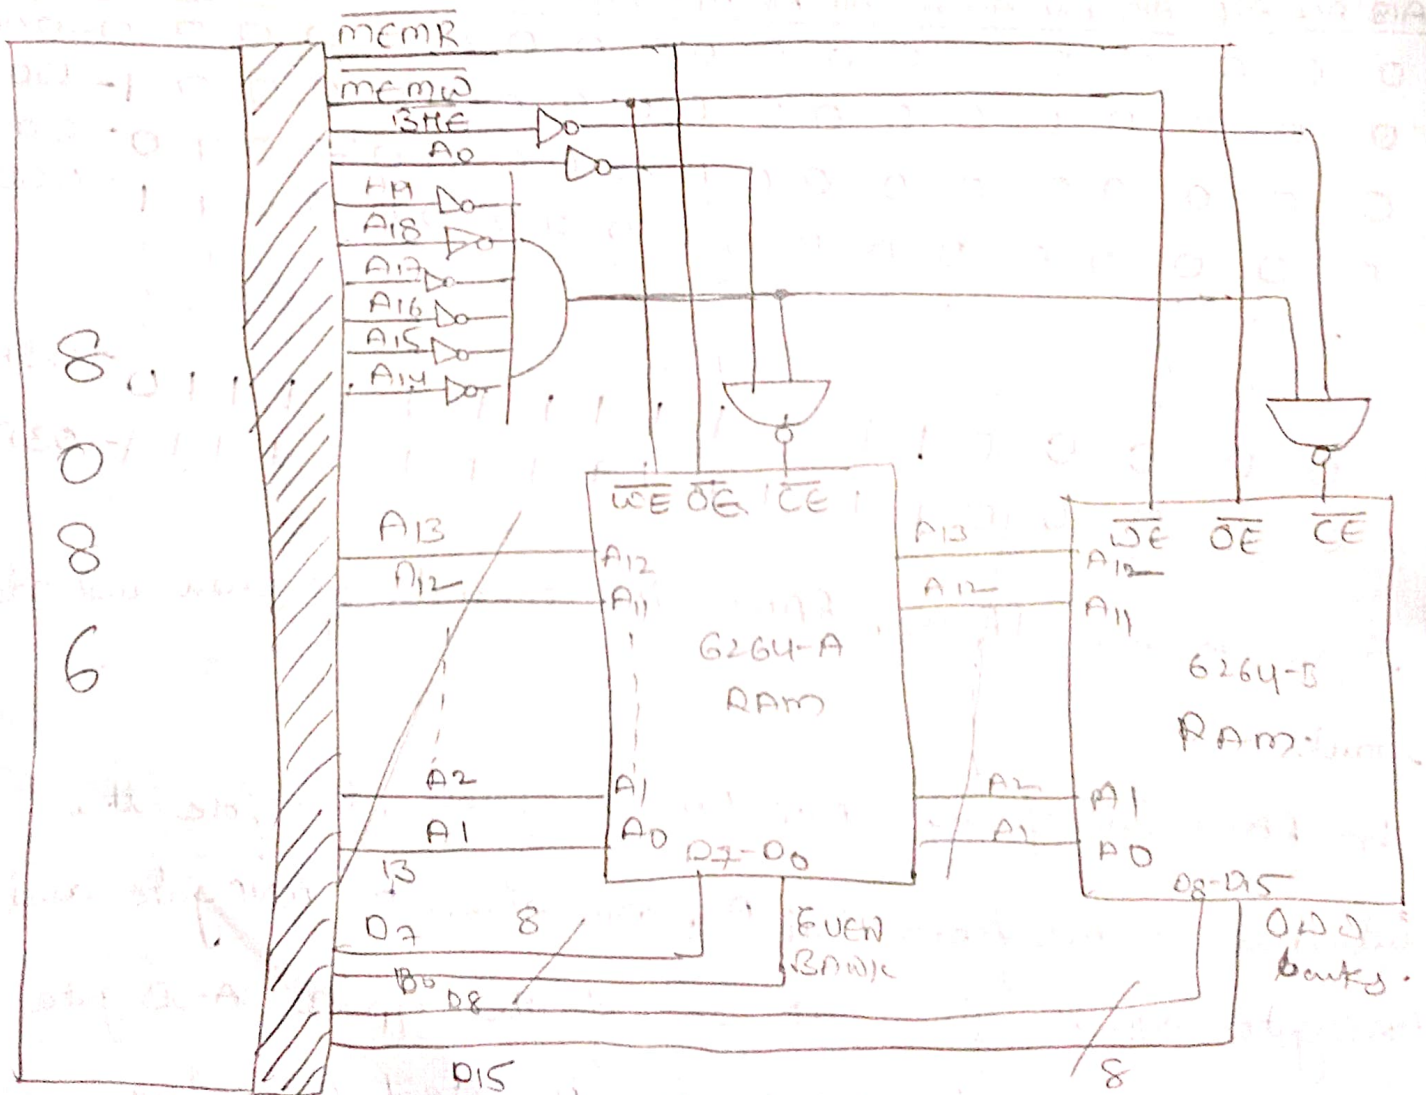 MEMR
MEMW
BHE
A0
A19
A18
A17
A16
A15
A14
8
0
8
6
WE OE CE
WE OE CE
A13
A12
A12
A11
A13
A12
A12
A11
6264-A
RAM
6264-B
RAM.
A2
A1
A1
A0
A2
A1
A1
A0
13
D7-D0
D8-D15
D7
8
EVEN
BANK
ODD
banks.
D0
D8
D15
8